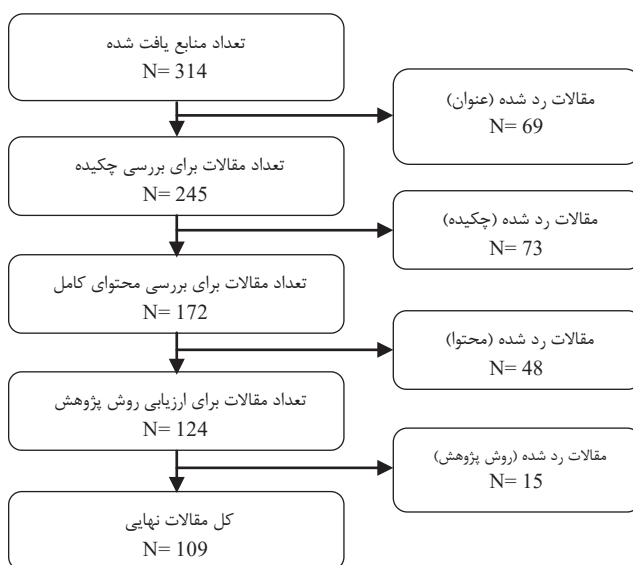 تعداد منابع یافت شده
N= 314
مقالات رد شده (عنوان)
N= 69
تعداد مقالات برای بررسی چکیده
N= 245
مقالات رد شده (چکیده)
N= 73
تعداد مقالات برای بررسی محتوای کامل
N= 172
مقالات رد شده (محتوا)
N= 48
تعداد مقالات برای ارزیابی روش پژوهش
N= 124
مقالات رد شده (روش پژوهش)
N= 15
کل مقالات نهایی
N= 109